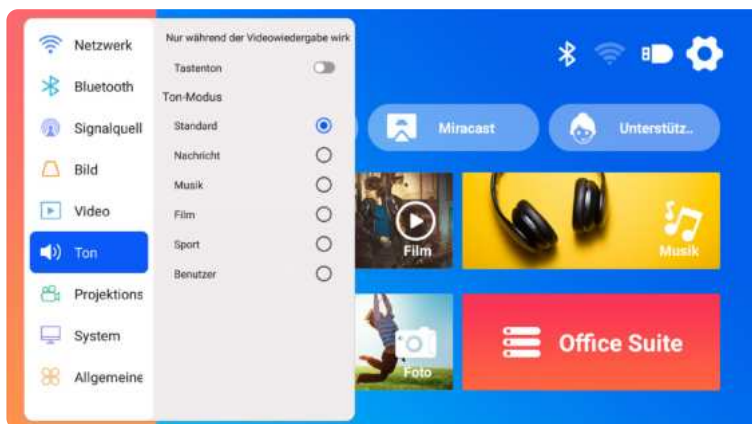 Netzwerk
Bluetooth
Signalquell
Bild
Video
Ton
Projektions
System
Allgemeine
Nur während der Videowiedergabe wirk
Tastenton
Ton-Modus
Standard
Nachricht
Musik
Film
Sport
Benutzer
Miracast
Unterstütz..
Film
Musik
Foto
Office Suite